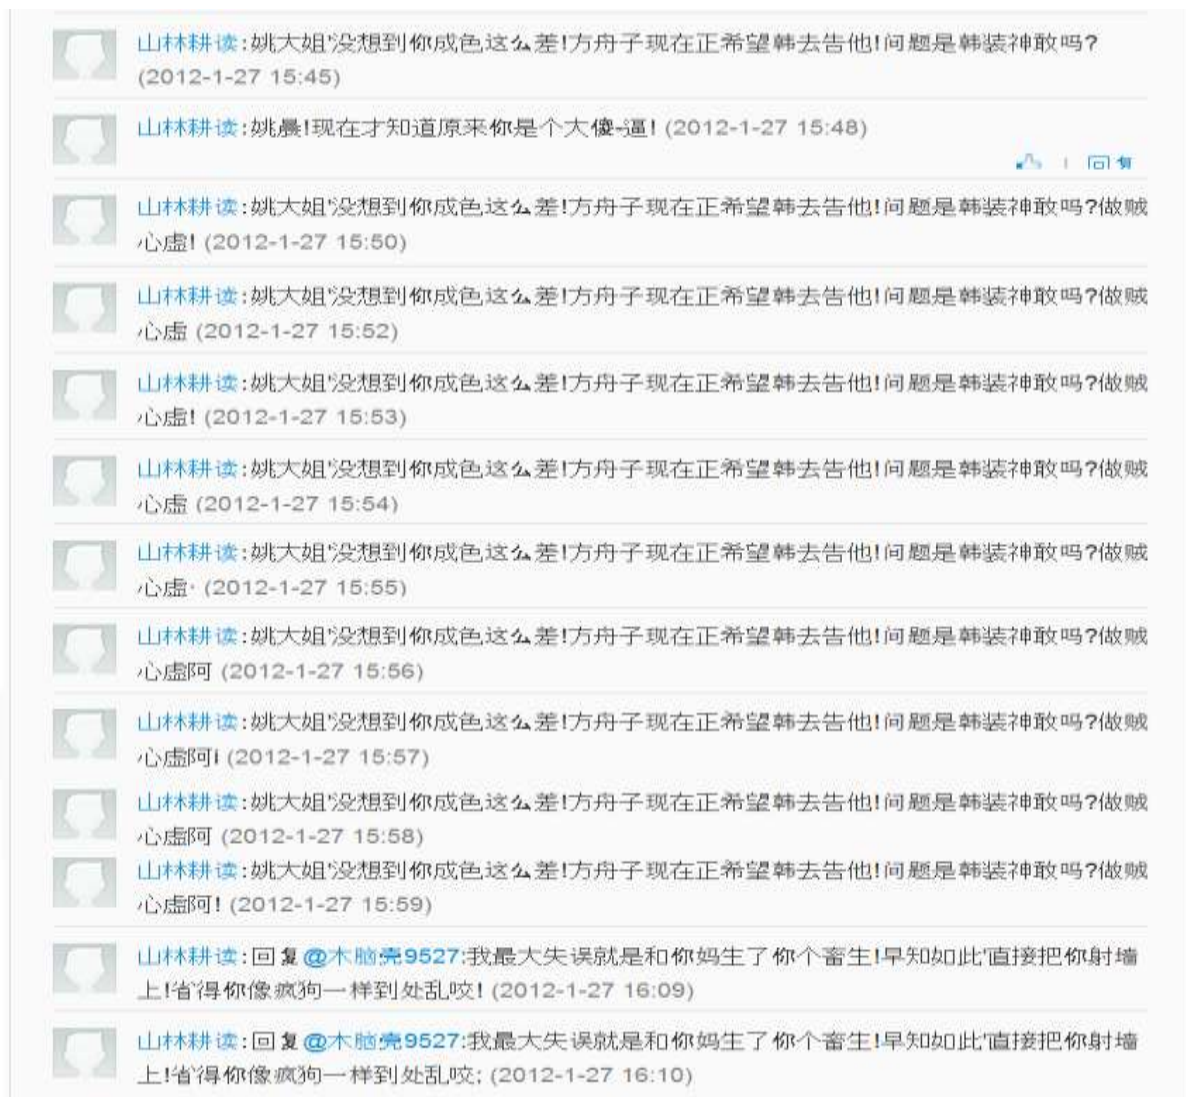 山林耕读:姚大姐'没想到你成色这么差!方舟子现在正希望韩去告他!问题是韩装神敢吗?
(2012-1-27 15:45)
山林耕读:姚晨!现在才知道原来你是个大傻-逼! (2012-1-27 15:48)
回复
山林耕读:姚大姐'没想到你成色这么差!方舟子现在正希望韩去告他!问题是韩装神敢吗?做贼
心虚! (2012-1-27 15:50)
山林耕读:姚大姐'没想到你成色这么差!方舟子现在正希望韩去告他!问题是韩装神敢吗?做贼
心虚 (2012-1-27 15:52)
山林耕读:姚大姐'没想到你成色这么差!方舟子现在正希望韩去告他!问题是韩装神敢吗?做贼
心虚! (2012-1-27 15:53)
山林耕读:姚大姐'没想到你成色这么差!方舟子现在正希望韩去告他!问题是韩装神敢吗?做贼
心虚 (2012-1-27 15:54)
山林耕读:姚大姐'没想到你成色这么差!方舟子现在正希望韩去告他!问题是韩装神敢吗?做贼
心虚· (2012-1-27 15:55)
山林耕读:姚大姐'没想到你成色这么差!方舟子现在正希望韩去告他!问题是韩装神敢吗?做贼
心虚阿 (2012-1-27 15:56)
山林耕读:姚大姐'没想到你成色这么差!方舟子现在正希望韩去告他!问题是韩装神敢吗?做贼
心虚阿! (2012-1-27 15:57)
山林耕读:姚大姐'没想到你成色这么差!方舟子现在正希望韩去告他!问题是韩装神敢吗?做贼
心虚阿 (2012-1-27 15:58)
山林耕读:姚大姐'没想到你成色这么差!方舟子现在正希望韩去告他!问题是韩装神敢吗?做贼
心虚阿! (2012-1-27 15:59)
山林耕读:回复@木脑壳9527:我最大失误就是和你妈生了你个畜生!早知如此'直接把你射墙
上!省得你像疯狗一样到处乱咬! (2012-1-27 16:09)
山林耕读:回复@木脑壳9527:我最大失误就是和你妈生了你个畜生!早知如此'直接把你射墙
上!省得你像疯狗一样到处乱咬; (2012-1-27 16:10)